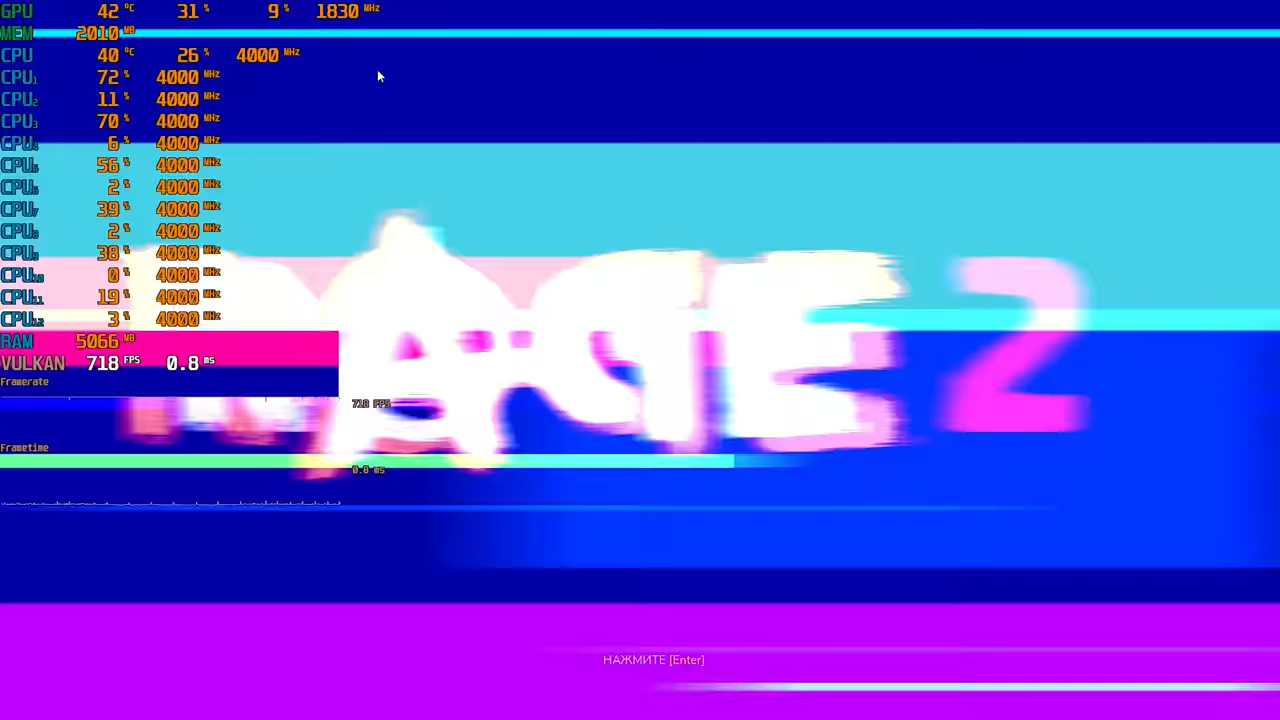 GPU 42 °C 31 % 9 % 1830 MHz
MEM 2010 MB
CPU 40 °C 26 % 4000 MHz
CPU1 72 % 4000 MHz
CPU2 11 % 4000 MHz
CPU3 70 % 4000 MHz
CPU4 6 % 4000 MHz
CPU5 56 % 4000 MHz
CPU6 2 % 4000 MHz
CPU7 39 % 4000 MHz
CPU8 2 % 4000 MHz
CPU9 38 % 4000 MHz
CPU10 0 % 4000 MHz
CPU11 19 % 4000 MHz
CPU12 3 % 4000 MHz
RAM 5066 MB
VULKAN 718 FPS 0.8 ms
Framerate
718 FPS
Frametime
0.8 ms
RAGE 2
НАЖМИТЕ [Enter]